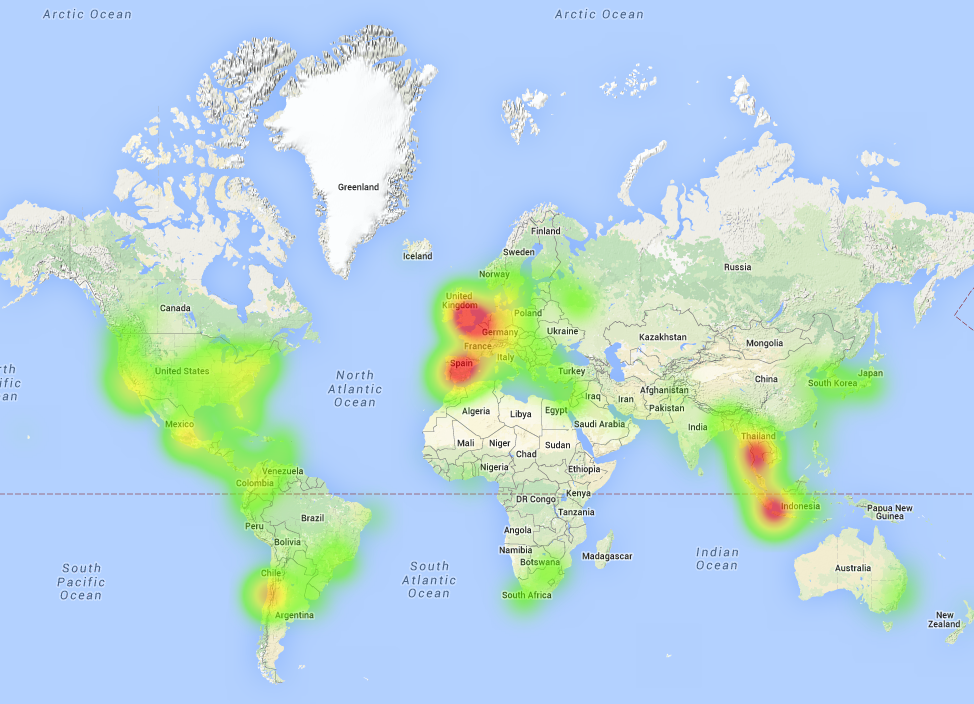 Arctic Ocean
Arctic Ocean
Greenland
Finland
Iceland
Sweden
Russia
Norway
United
Kingdom
Canada
Poland
Germany
Ukraine
Kazakhstan
Mongolia
France
Italy
Spain
United States
North
Atlantic
Ocean
Turkey
China
Japan
South Korea
rth
ific
an
Afghanistan
Iraq
Iran
Pakistan
Algeria
Libya
Egypt
Saudi Arabia
Mexico
India
Thailand
Mali
Niger
Sudan
Chad
Venezuela
Nigeria
Ethiopia
Colombia
Kenya
DR Congo
Indonesia
Papua New
Guinea
Tanzania
Brazil
Peru
Angola
Bolivia
Namibia
Botswana
Madagascar
Indian
Ocean
South
Pacific
Ocean
South
Atlantic
Ocean
Chile
Australia
South Africa
Argentina
New
Zealand